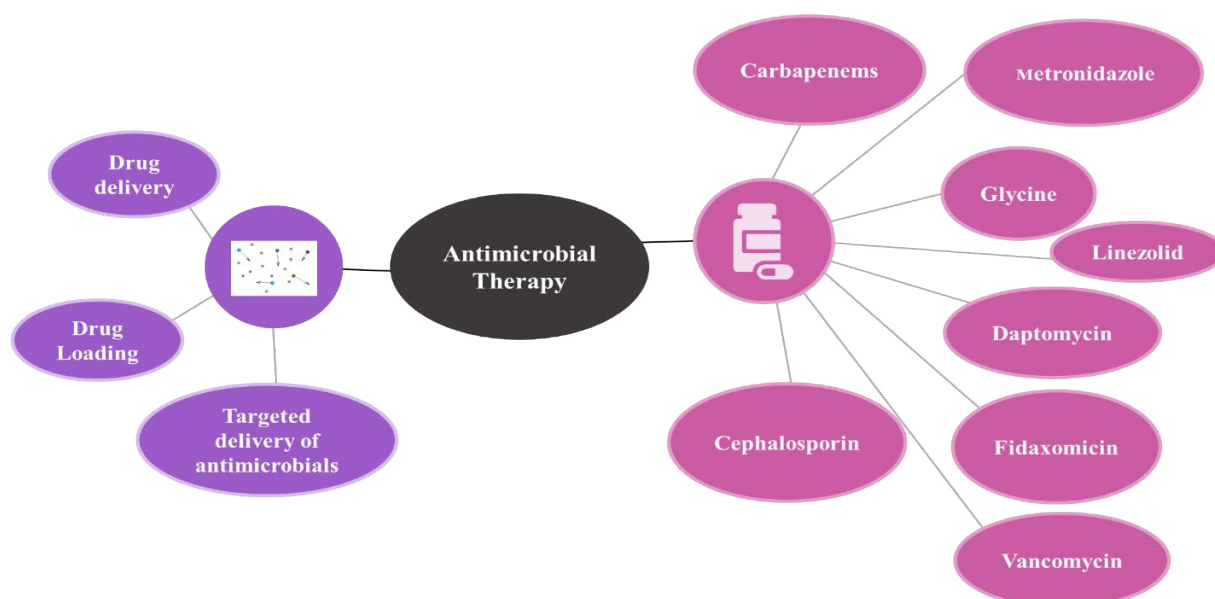 Carbapenems
Metronidazole
Drug
delivery
Glycine
Antimicrobial
Therapy
Linezolid
Drug
Loading
Daptomycin
Targeted
delivery of
antimicrobials
Cephalosporin
Fidaxomicin
Vancomycin